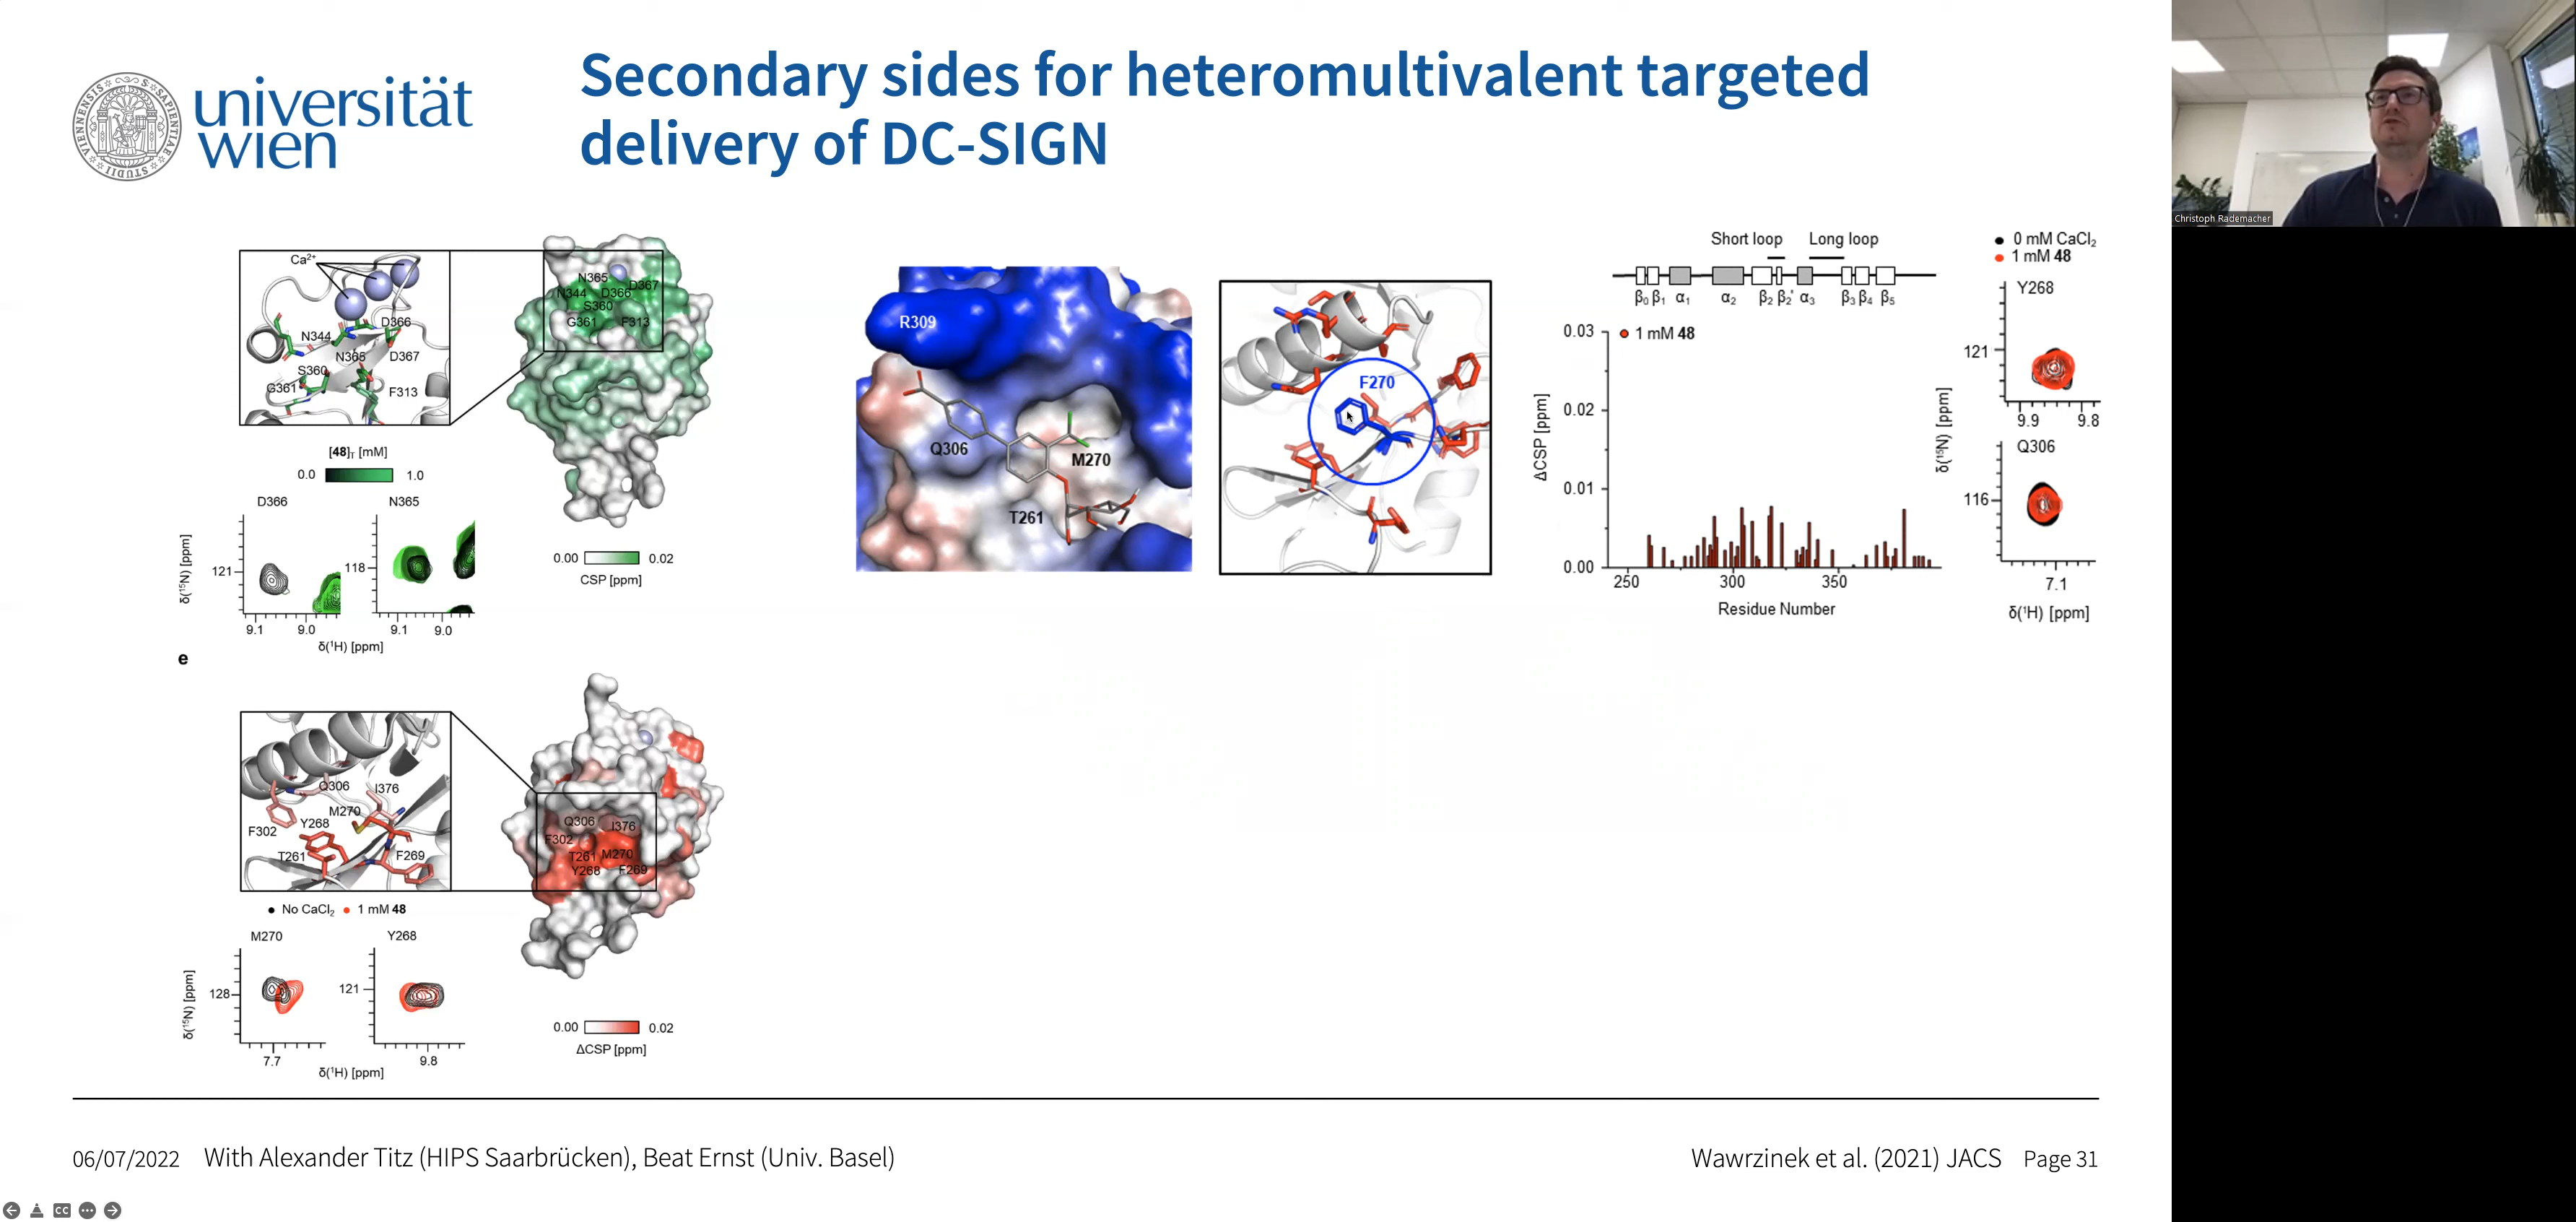 universität
wien
Secondary sides for heteromultivalent targeted
delivery of DC-SIGN
Christoph Rademacher
Ca²⁺
N344
D366
N365
D367
S360
G361
F313
N365
D367
N344
D366
S360
G361
F313
[48]T [mM]
0.0
1.0
D366
N365
δ(¹⁵N) [ppm]
121
118
9.1
9.0
9.1
9.0
δ(¹H) [ppm]
0.00
0.02
CSP [ppm]
e
Q306
I376
M270
F302
Y268
T261
F269
Q306
I376
F302
T261
M270
Y268
F269
No CaCl₂
1 mM 48
M270
Y268
δ(¹⁵N) [ppm]
128
121
7.7
9.8
δ(¹H) [ppm]
0.00
0.02
ΔCSP [ppm]
R309
Q306
M270
T261
F270
Short loop
Long loop
β₀ β₁ α₁ α₂ β₂ β₂' α₃ β₃ β₄ β₅
1 mM 48
ΔCSP [ppm]
0.03
0.02
0.01
0.00
250
300
350
Residue Number
0 mM CaCl₂
1 mM 48
Y268
121
9.9
9.8
δ(¹⁵N) [ppm]
Q306
116
7.1
δ(¹H) [ppm]
06/07/2022 With Alexander Titz (HIPS Saarbrücken), Beat Ernst (Univ. Basel)
Wawrzinek et al. (2021) JACS Page 31
CC